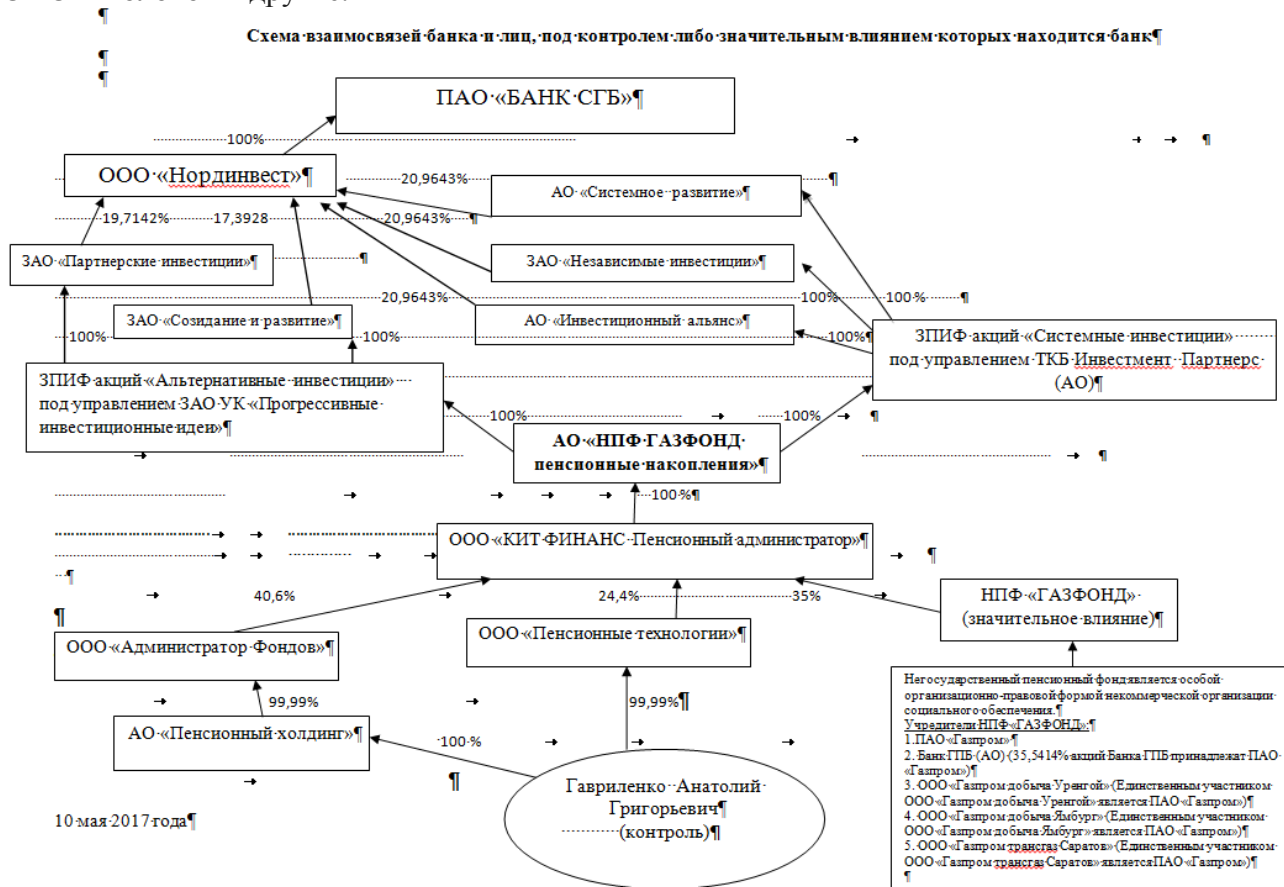 Схема взаимосвязей банка и лиц, под контролем либо значительным влиянием которых находится банк¶
ПАО «БАНК СГБ»¶
100%
ООО «Нординвест»¶
20,9643%
АО «Системное развитие»¶
19,7142%
17,3928
20,9643%
ЗАО «Партнерские инвестиции»¶
ЗАО «Независимые инвестиции»¶
20,9643%
100%
100 %
ЗАО «Созидание и развитие»¶
АО «Инвестиционный альянс»¶
100%
100%
100%
ЗПИФ акций «Системные инвестиции»
под управлением ТКБ Инвестмент Партнерс
(АО)¶
ЗПИФ акций «Альтернативные инвестиции»
под управлением ЗАО УК «Прогрессивные
инвестиционные идеи»¶
100%
100%
АО «НПФ ГАЗФОНД
пенсионные накопления»¶
100 %¶
ООО «КИТ ФИНАНС Пенсионный администратор»¶
40,6%
24,4%
35%
НПФ «ГАЗФОНД»
(значительное влияние)¶
ООО «Администратор Фондов»¶
ООО «Пенсионные технологии»¶
99,99%
99,99%¶
АО «Пенсионный холдинг»¶
100 %
Гавриленко Анатолий
Григорьевич¶
(контроль)¶
Негосударственный пенсионный фонд является особой
организационно-правовой формой некоммерческой организации
социального обеспечения.¶
Учредители НПФ «ГАЗФОНД»:¶
1.ПАО «Газпром»¶
2. Банк ГПБ (АО) (35,5414% акций Банка ГПБ принадлежат ПАО
«Газпром»)¶
3. ООО «Газпром добыча Уренгой» (Единственным участником
ООО «Газпром добыча Уренгой» является ПАО «Газпром»)¶
4. ООО «Газпром добыча Ямбург» (Единственным участником
ООО «Газпром добыча Ямбург» является ПАО «Газпром»)¶
5. ООО «Газпром трансгаз Саратов» (Единственным участником
ООО «Газпром трансгаз Саратов» является ПАО «Газпром»)¶
10 мая 2017 года¶